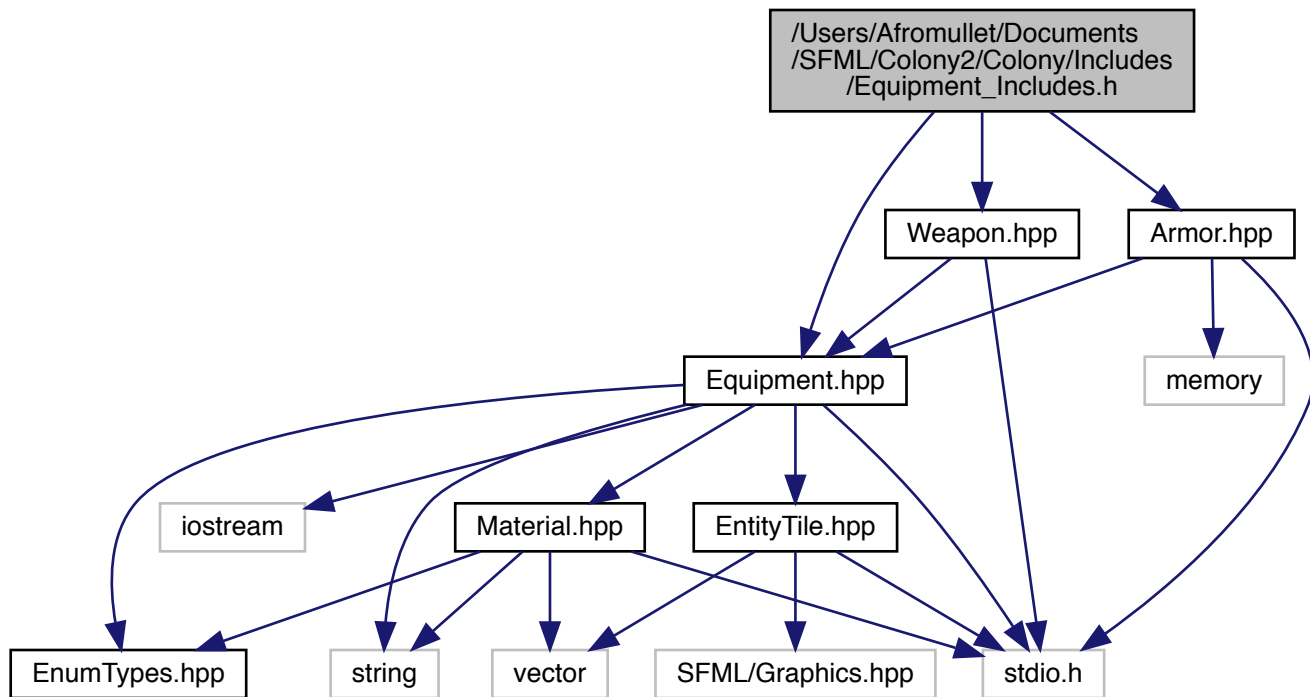 /Users/Afromullet/Documents
/SFML/Colony2/Colony/Includes
/Equipment_Includes.h
Weapon.hpp
Armor.hpp
Equipment.hpp
memory
iostream
Material.hpp
EntityTile.hpp
EnumTypes.hpp
string
vector
SFML/Graphics.hpp
stdio.h